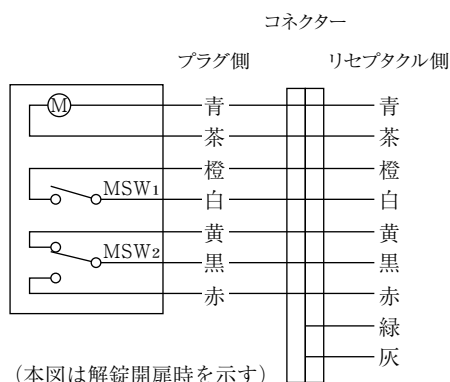 コネクター
プラグ側 リセプタクル側
M 青 青
茶 茶
橙 橙
MSW1 白 白
黄 黄
MSW2 黒 黒
赤 赤
緑
灰
(本図は解錠開扉時を示す)